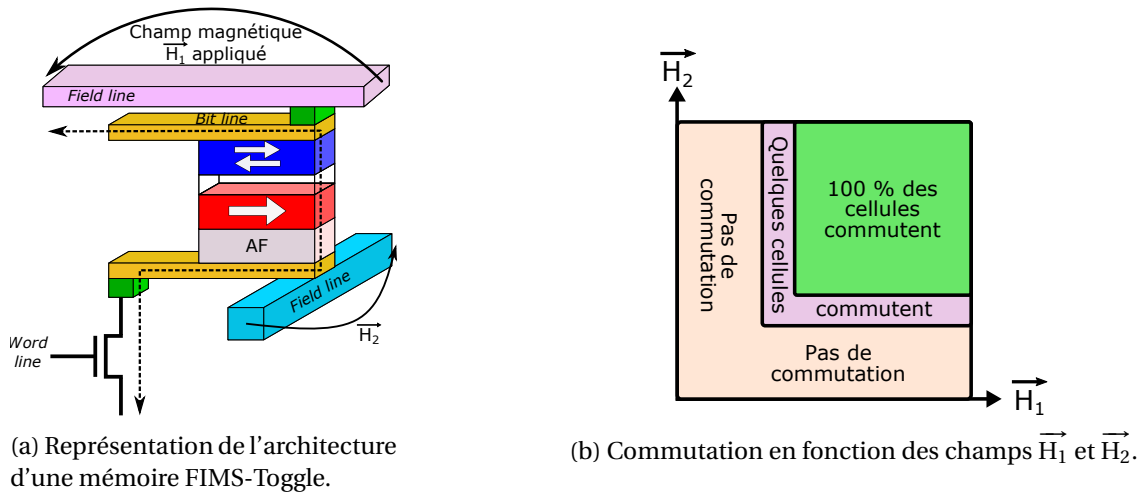 Champ magnétique
H1 appliqué
Field line
Bit line
AF
Field line
H2
Word
line
(a) Représentation de l'architecture
d'une mémoire FIMS-Toggle.
H2
Pas de
commutation
Quelques cellules
commutent
100 % des
cellules
commutent
Pas de
commutation
H1
(b) Commutation en fonction des champs H1 et H2.